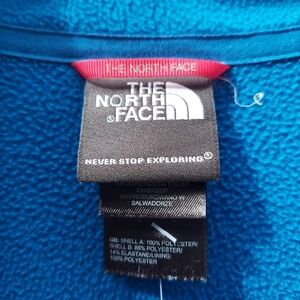 THE NORTH FACE
THE
NORTH
FACE
NEVER STOP EXPLORING®
SALWADORZE
GB: SHELL A: 100% POLYESTER/
SHELL B: 86% POLYESTER/
14% ELASTANE/LINING:
100% POLYESTER